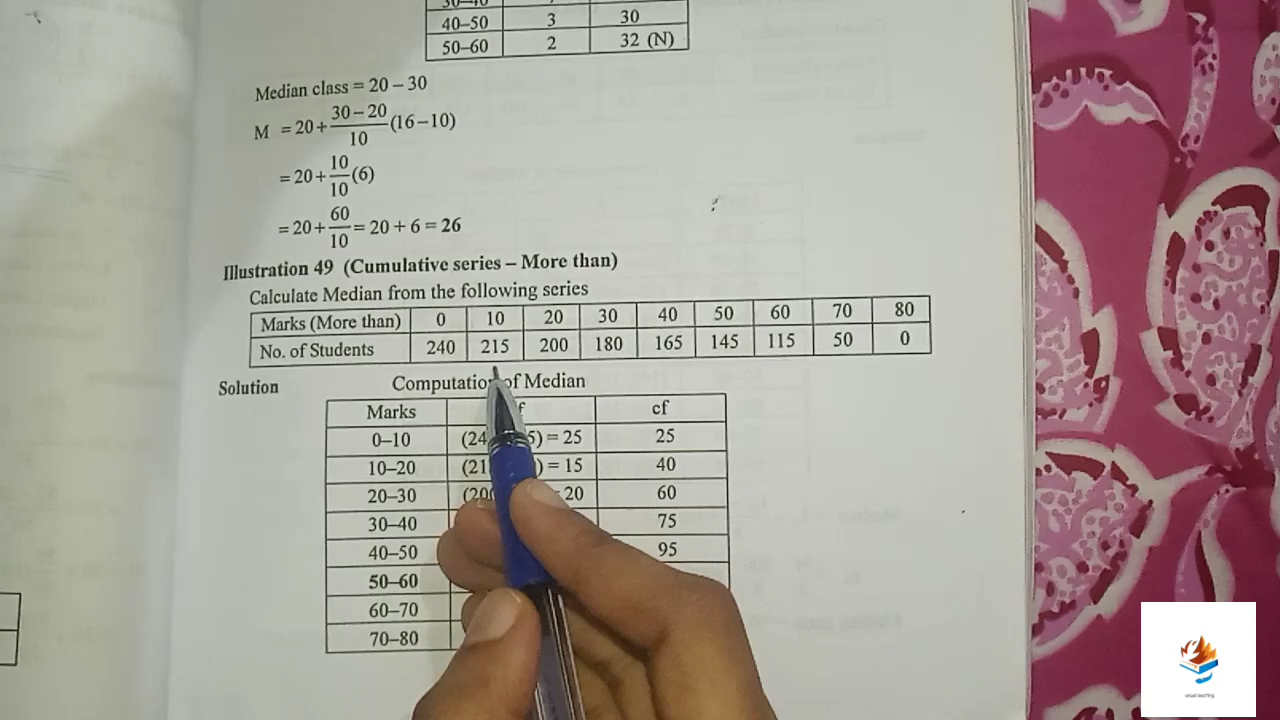 40–50 3 30
50–60 2 32 (N)
Median class = 20 – 30
M = 20 + 30 – 20 / 10 (16 – 10)
= 20 + 10 / 10 (6)
= 20 + 60 / 10 = 20 + 6 = 26
Illustration 49 (Cumulative series – More than)
Calculate Median from the following series
Marks (More than) 0 10 20 30 40 50 60 70 80
No. of Students 240 215 200 180 165 145 115 50 0
Solution
Computation of Median
Marks f cf
0–10 = 25 25
10–20 = 15 40
20–30 20 60
30–40 75
40–50 95
50–60
60–70
70–80